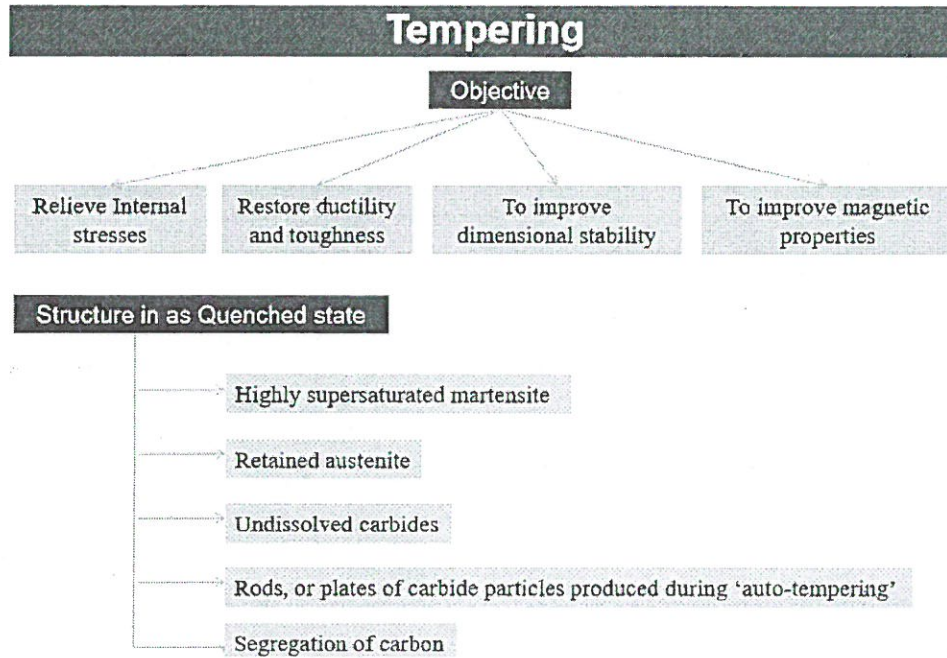 Tempering
Objective
Relieve Internal
stresses
Restore ductility
and toughness
To improve
dimensional stability
To improve magnetic
properties
Structure in as Quenched state
Highly supersaturated martensite
Retained austenite
Undissolved carbides
Rods, or plates of carbide particles produced during ‘auto-tempering’
Segregation of carbon